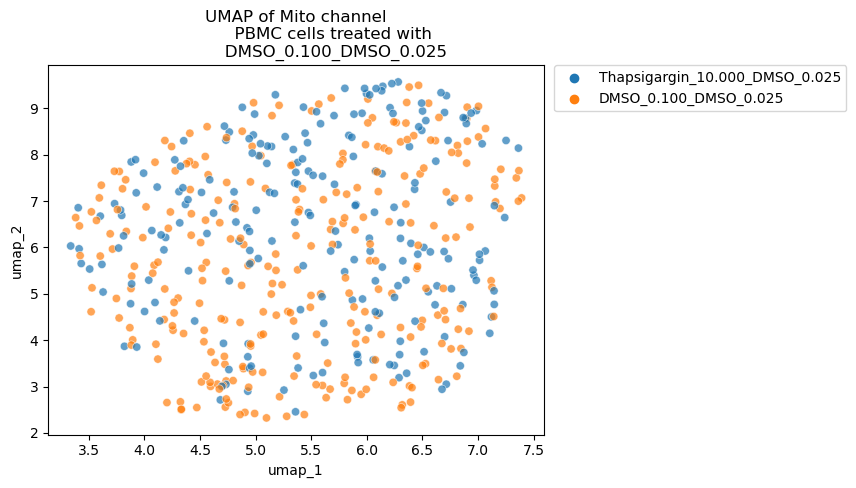 UMAP of Mito channel
PBMC cells treated with
DMSO_0.100_DMSO_0.025
Thapsigargin_10.000_DMSO_0.025
DMSO_0.100_DMSO_0.025
umap_2
9
8
7
6
5
4
3
2
3.5 4.0 4.5 5.0 5.5 6.0 6.5 7.0 7.5
umap_1